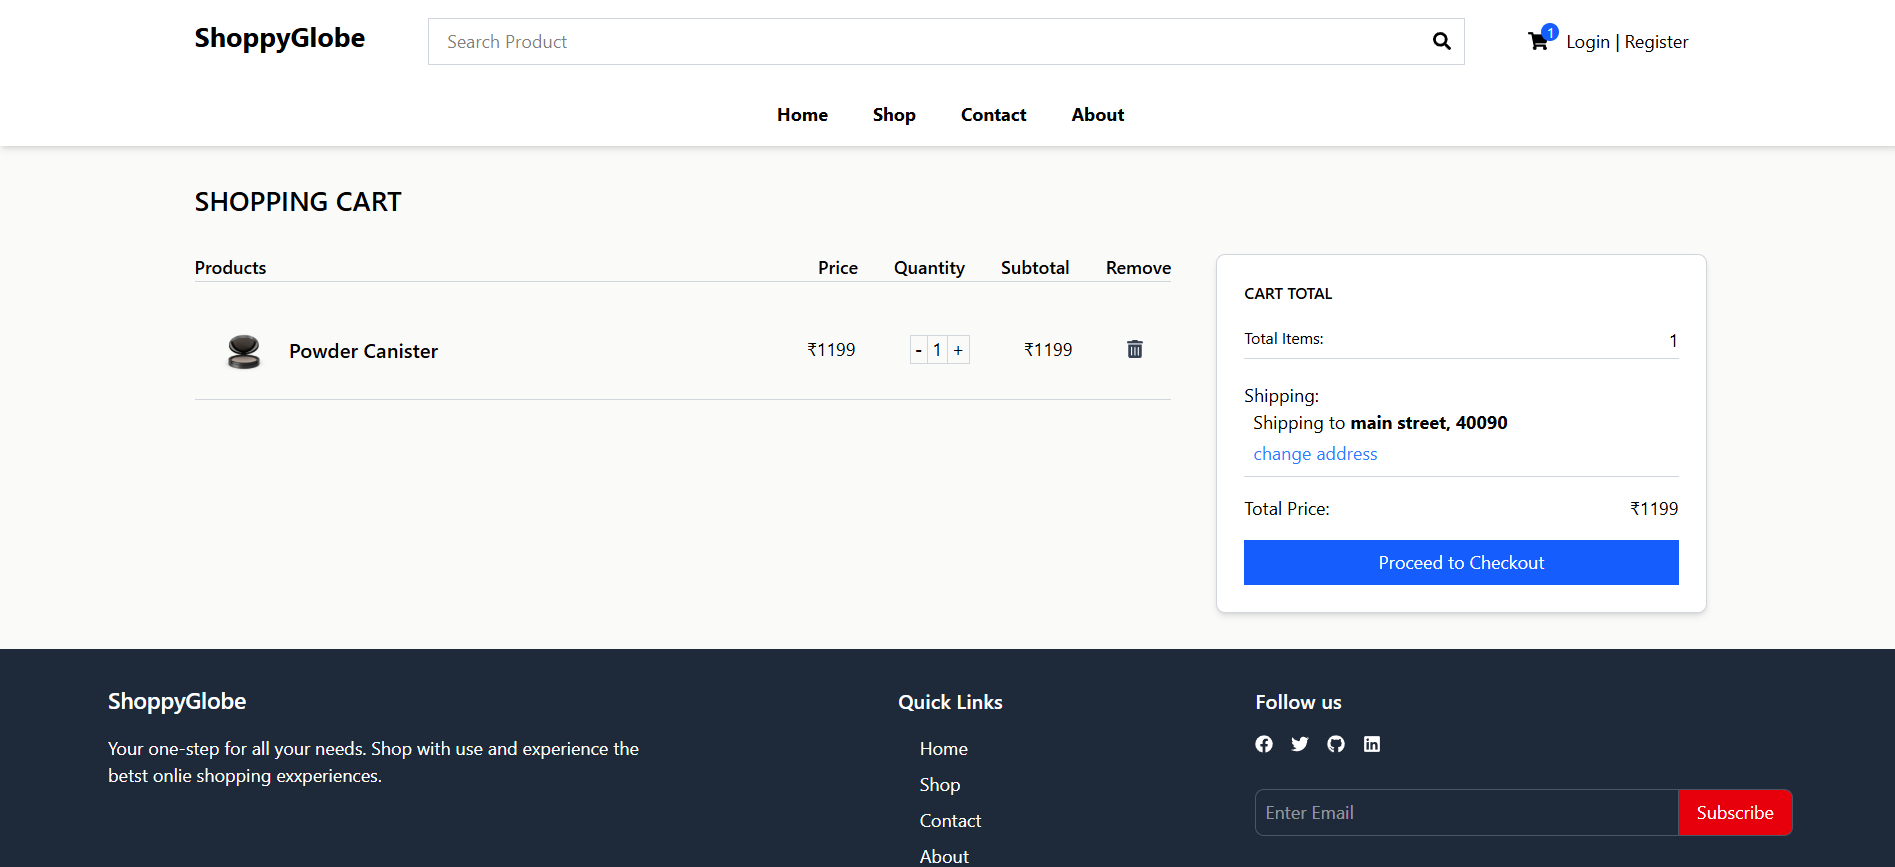 ShoppyGlobe
Search Product
1
Login | Register
Home Shop Contact About
SHOPPING CART
Products Price Quantity Subtotal Remove
Powder Canister ₹1199 - 1 + ₹1199
CART TOTAL
Total Items: 1
Shipping:
Shipping to main street, 40090
change address
Total Price: ₹1199
Proceed to Checkout
ShoppyGlobe
Your one-step for all your needs. Shop with use and experience the
betst onlie shopping exxperiences.
Quick Links
Home
Shop
Contact
About
Follow us
Enter Email Subscribe